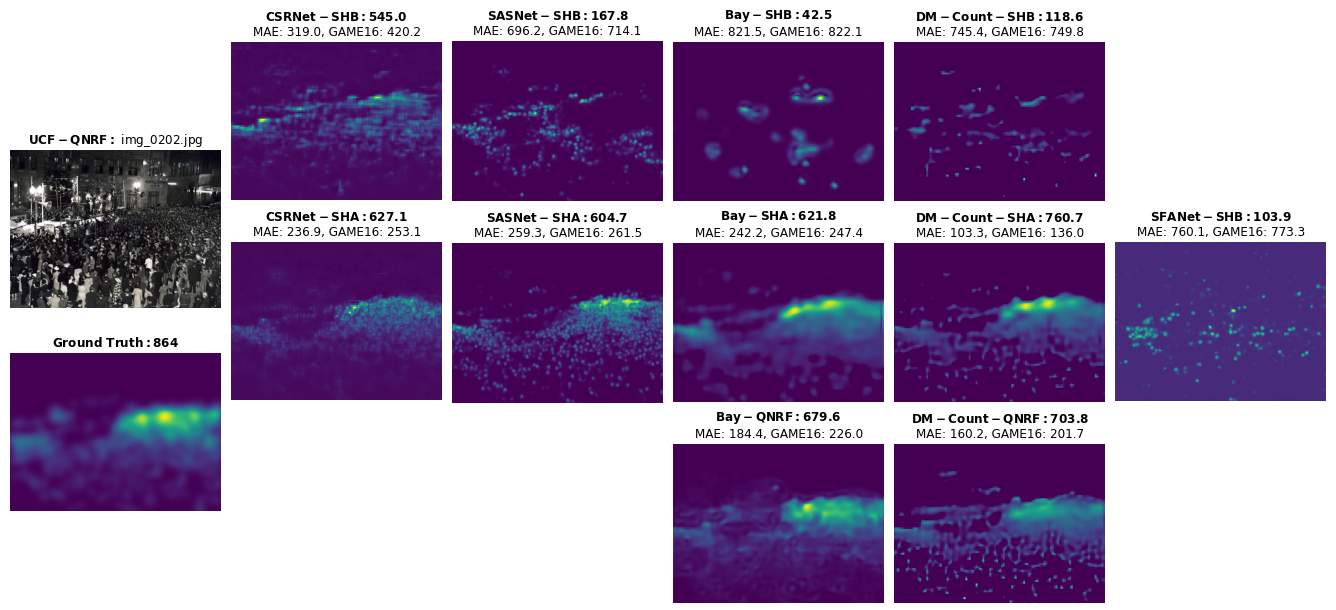 CSRNet − SHB : 545.0
MAE: 319.0, GAME16: 420.2
SASNet − SHB : 167.8
MAE: 696.2, GAME16: 714.1
Bay − SHB : 42.5
MAE: 821.5, GAME16: 822.1
DM − Count − SHB : 118.6
MAE: 745.4, GAME16: 749.8
UCF − QNRF : img_0202.jpg
CSRNet − SHA : 627.1
MAE: 236.9, GAME16: 253.1
SASNet − SHA : 604.7
MAE: 259.3, GAME16: 261.5
Bay − SHA : 621.8
MAE: 242.2, GAME16: 247.4
DM − Count − SHA : 760.7
MAE: 103.3, GAME16: 136.0
SFANet − SHB : 103.9
MAE: 760.1, GAME16: 773.3
Ground Truth : 864
Bay − QNRF : 679.6
MAE: 184.4, GAME16: 226.0
DM − Count − QNRF : 703.8
MAE: 160.2, GAME16: 201.7